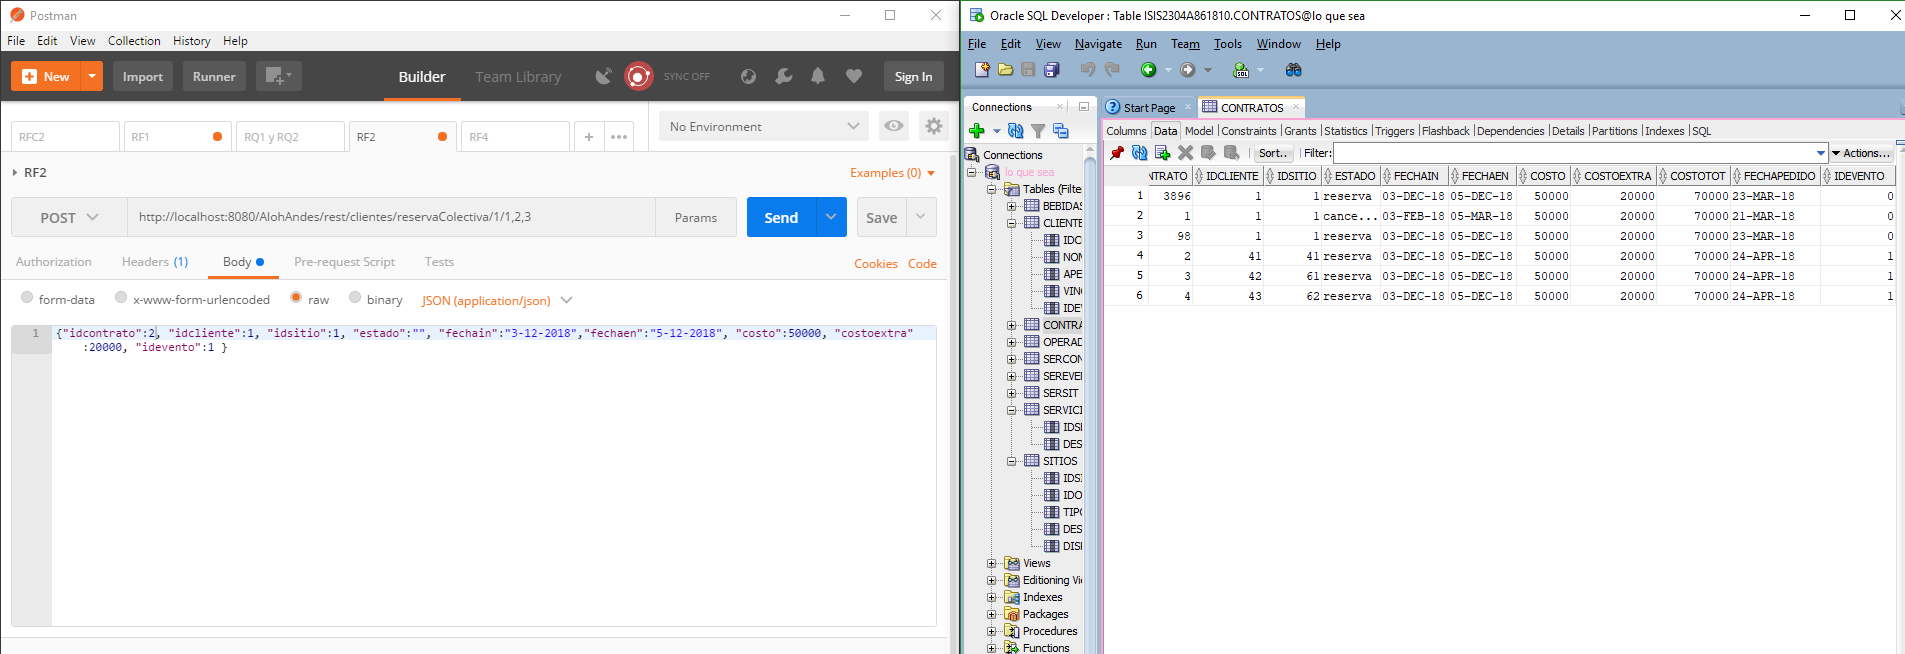 Postman
File Edit View Collection History Help
New Import Runner Builder Team Library SYNC OFF Sign In
RFC2 RF1 RQ1 y RQ2 RF2 RF4 + ••• No Environment
RF2 Examples (0)
POST http://localhost:8080/AlohAndes/rest/clientes/reservaColectiva/1/1,2,3 Params Send Save
Authorization Headers (1) Body Pre-request Script Tests Cookies Code
form-data x-www-form-urlencoded raw binary JSON (application/json)
1 {"idcontrato":2, "idcliente":1, "idsitio":1, "estado":"", "fechain":"3-12-2018","fechaen":"5-12-2018", "costo":50000, "costoextra"
:20000, "idevento":1 }
Oracle SQL Developer : Table ISIS2304A861810.CONTRATOS@lo que sea
File Edit View Navigate Run Team Tools Window Help
Connections
Connections
lo que sea
Tables (Filte
BEBIDAS
CLIENTE
IDC
NOM
APE
VIN
IDE
CONTRA
OPERAD
SERCON
SEREVE
SERSIT
SERVICI
IDS
DES
SITIOS
IDSI
IDO
TIPO
DES
DIS
Views
Editioning Vi
Indexes
Packages
Procedures
Functions
Start Page CONTRATOS
Columns Data Model Constraints Grants Statistics Triggers Flashback Dependencies Details Partitions Indexes SQL
Sort.. Filter: Actions...
NTRATO IDCLIENTE IDSITIO ESTADO FECHAIN FECHAEN COSTO COSTOEXTRA COSTOTOT FECHAPEDIDO IDEVENTO
1 3896 1 1 reserva 03-DEC-18 05-DEC-18 50000 20000 70000 23-MAR-18 0
2 1 1 1 cance... 03-FEB-18 05-MAR-18 50000 20000 70000 21-MAR-18 0
3 98 1 1 reserva 03-DEC-18 05-DEC-18 50000 20000 70000 23-MAR-18 0
4 2 41 41 reserva 03-DEC-18 05-DEC-18 50000 20000 70000 24-APR-18 1
5 3 42 61 reserva 03-DEC-18 05-DEC-18 50000 20000 70000 24-APR-18 1
6 4 43 62 reserva 03-DEC-18 05-DEC-18 50000 20000 70000 24-APR-18 1